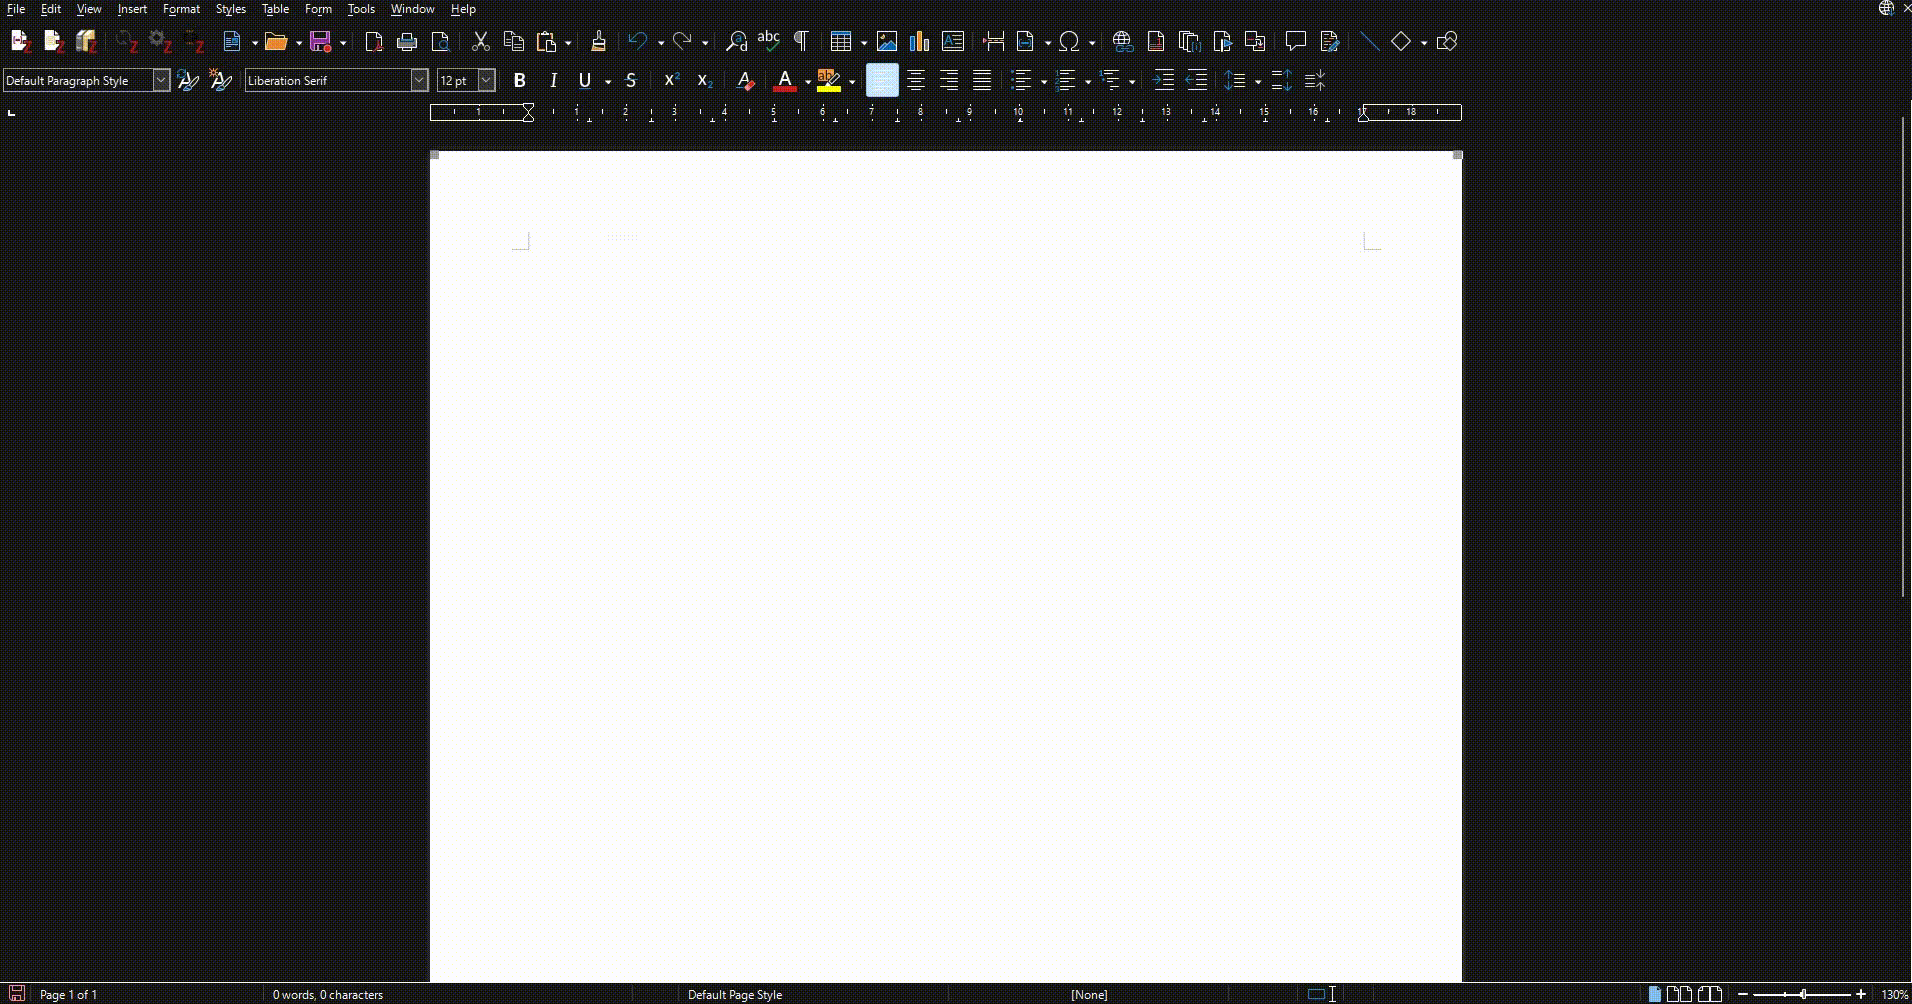 File Edit View Insert Format Styles Table Form Tools Window Help
Default Paragraph Style Liberation Serif 12 pt
1 1 2 3 4 5 6 7 8 9 10 11 12 13 14 15 16 17 18
Page 1 of 1 0 words, 0 characters Default Page Style [None] 130%